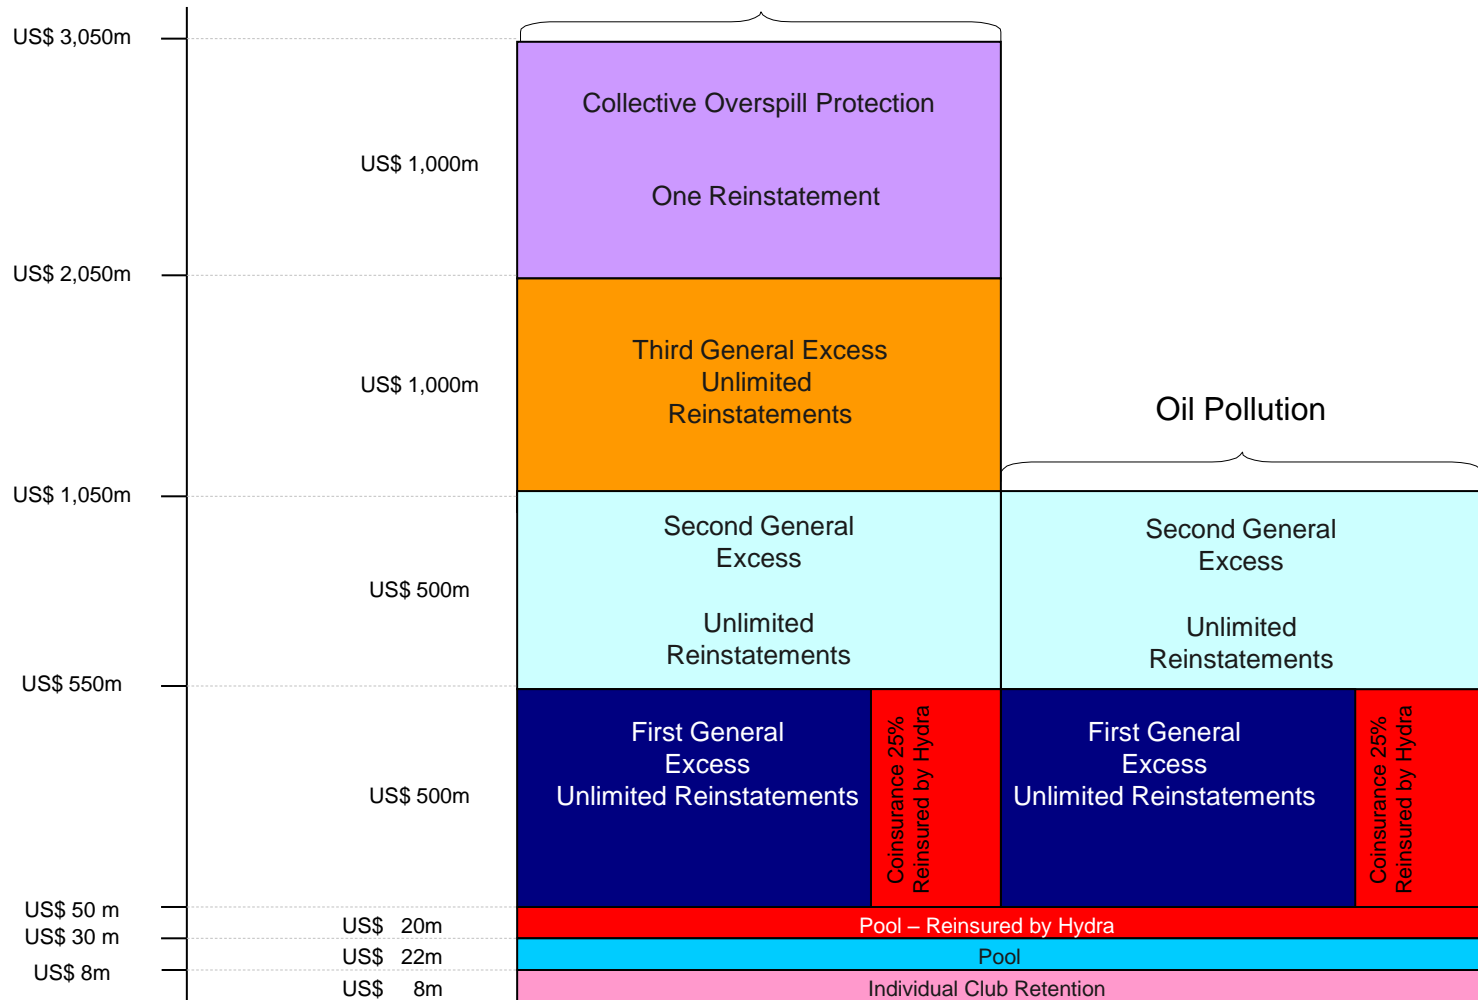 US$ 3,050m
Collective Overspill Protection
US$ 1,000m
One Reinstatement
US$ 2,050m
Third General Excess
Unlimited
Reinstatements
US$ 1,000m
Oil Pollution
US$ 1,050m
Second General
Excess
Unlimited
Reinstatements
Second General
Excess
Unlimited
Reinstatements
US$ 500m
US$ 550m
First General
Excess
Unlimited Reinstatements
Coinsurance 25%
Reinsured by Hydra
First General
Excess
Unlimited Reinstatements
Coinsurance 25%
Reinsured by Hydra
US$ 500m
US$ 50 m
US$ 20m
Pool – Reinsured by Hydra
US$ 30 m
US$ 22m
Pool
US$ 8m
US$ 8m
Individual Club Retention